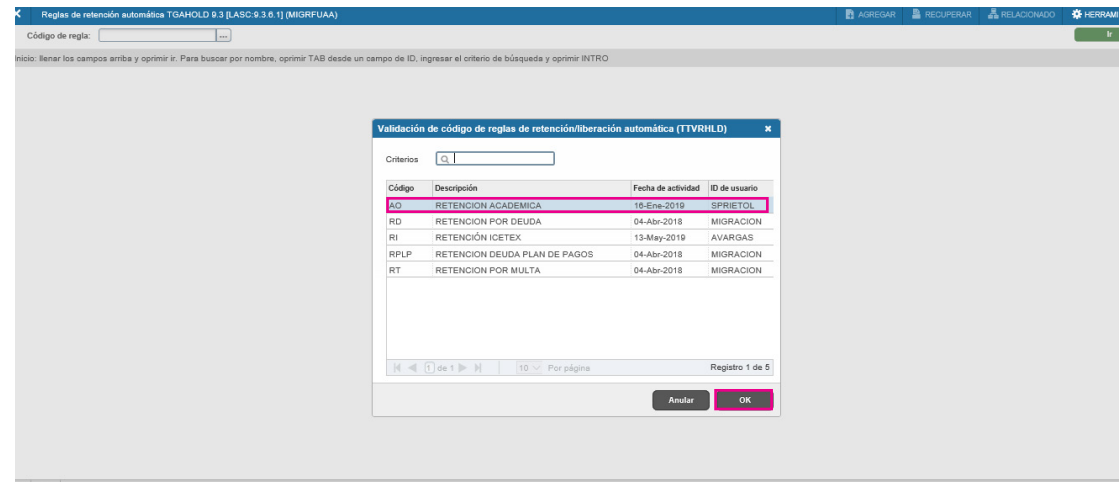 Reglas de retención automática TGAHOLD 9.3 [LASC:9.3.6.1] (MIGRFUAA) AGREGAR RECUPERAR RELACIONADO HERRAMI
Código de regla: ... Ir
Inicio: llenar los campos arriba y oprimir ir. Para buscar por nombre, oprimir TAB desde un campo de ID, ingresar el criterio de búsqueda y oprimir INTRO
Validación de código de reglas de retención/liberación automática (TTVRHLD)
Criterios
Código Descripción Fecha de actividad ID de usuario
AO RETENCION ACADEMICA 16-Ene-2019 SPRIETOL
RD RETENCION POR DEUDA 04-Abr-2018 MIGRACION
RI RETENCIÓN ICETEX 13-May-2019 AVARGAS
RPLP RETENCION DEUDA PLAN DE PAGOS 04-Abr-2018 MIGRACION
RT RETENCION POR MULTA 04-Abr-2018 MIGRACION
1 de 1 10 Por página Registro 1 de 5
Anular OK